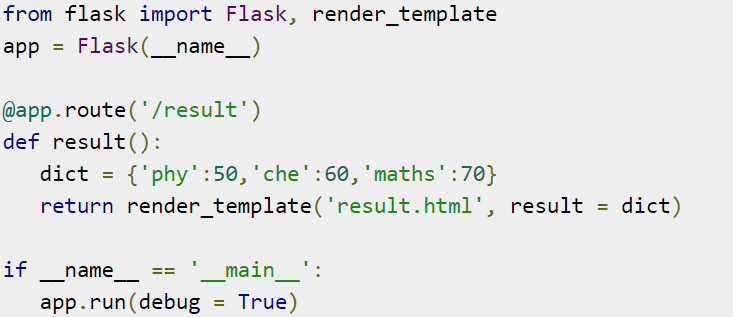 from flask import Flask, render_template
app = Flask(__name__)

@app.route('/result')
def result():
   dict = {'phy':50,'che':60,'maths':70}
   return render_template('result.html', result = dict)

if __name__ == '__main__':
   app.run(debug = True)